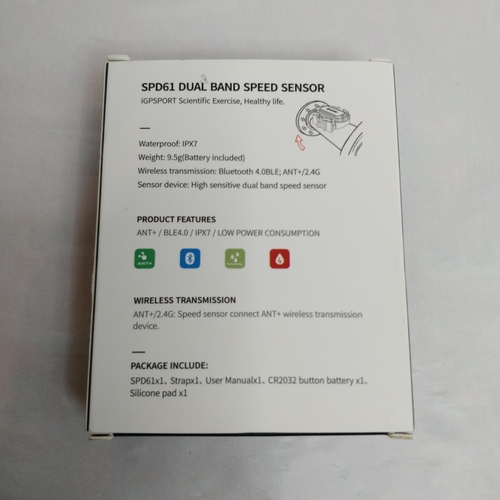 SPD61 DUAL BAND SPEED SENSOR
iGPSPORT Scientific Exercise, Healthy life.
Waterproof: IPX7
Weight: 9.5g(Battery included)
Wireless transmission: Bluetooth 4.0BLE; ANT+/2.4G
Sensor device: High sensitive dual band speed sensor
PRODUCT FEATURES
ANT+ / BLE4.0 / IPX7 / LOW POWER CONSUMPTION
ANT+
WIRELESS TRANSMISSION
ANT+/2.4G: Speed sensor connect ANT+ wireless transmission
device.
PACKAGE INCLUDE:
SPD61x1、Strapx1、User Manualx1、CR2032 button battery x1、
Silicone pad x1